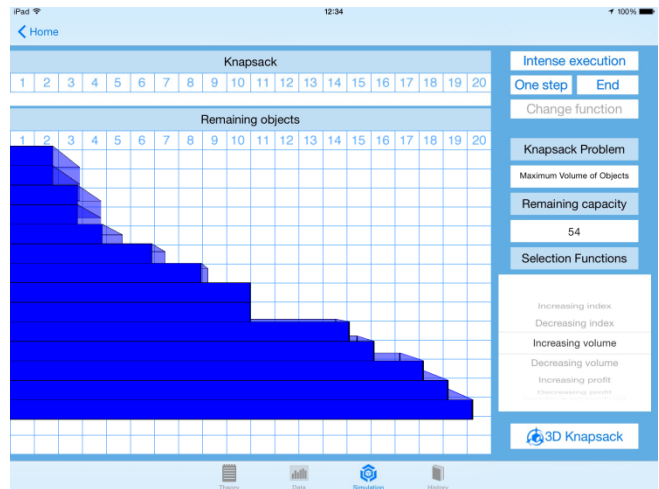 iPad 12:34 100%
Home
Knapsack
1 2 3 4 5 6 7 8 9 10 11 12 13 14 15 16 17 18 19 20
Remaining objects
1 2 3 4 5 6 7 8 9 10 11 12 13 14 15 16 17 18 19 20
Intense execution
One step End
Change function
Knapsack Problem
Maximum Volume of Objects
Remaining capacity
54
Selection Functions
Increasing index
Decreasing index
Increasing volume
Decreasing volume
Increasing profit
Decreasing profit
3D Knapsack
Theory Data Simulation History